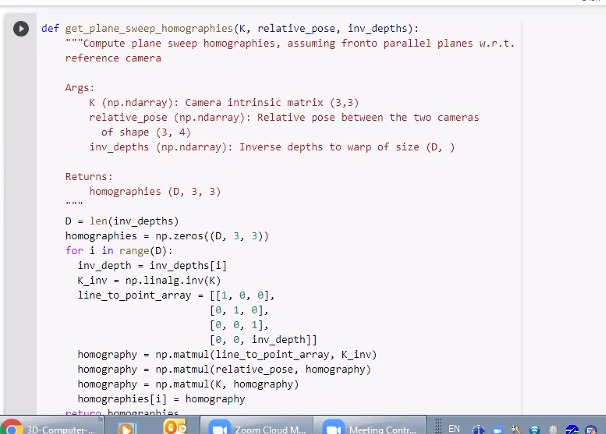 def get_plane_sweep_homographies(K, relative_pose, inv_depths):
"""Compute plane sweep homographies, assuming fronto parallel planes w.r.t.
reference camera
Args:
K (np.ndarray): Camera intrinsic matrix (3,3)
relative_pose (np.ndarray): Relative pose between the two cameras
of shape (3, 4)
inv_depths (np.ndarray): Inverse depths to warp of size (D, )
Returns:
homographies (D, 3, 3)
"""
D = len(inv_depths)
homographies = np.zeros((D, 3, 3))
for i in range(D):
inv_depth = inv_depths[i]
K_inv = np.linalg.inv(K)
line_to_point_array = [[1, 0, 0],
[0, 1, 0],
[0, 0, 1],
[0, 0, inv_depth]]
homography = np.matmul(line_to_point_array, K_inv)
homography = np.matmul(relative_pose, homography)
homography = np.matmul(K, homography)
homographies[i] = homography
return homographies
3D-Computer-... Zoom Cloud M... Meeting Contr... EN